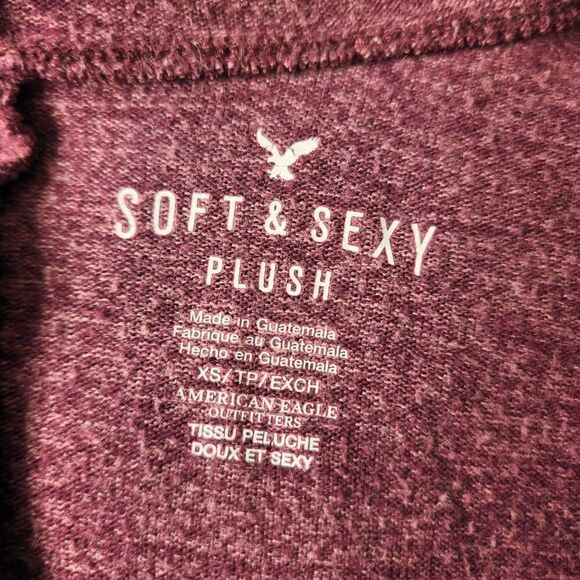 SOFT & SEXY
PLUSH
Made in Guatemala
Fabriqué au Guatemala
Hecho en Guatemala
XS/TP/EXCH
AMERICAN EAGLE
OUTFITTERS
TISSU PELUCHE
DOUX ET SEXY